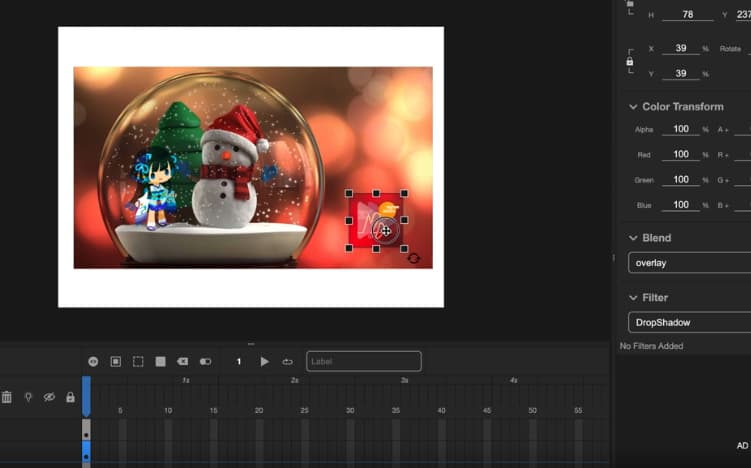 H 78 Y 237
X 39 % Rotate
Y 39 %
Color Transform
Alpha 100 % A +
Red 100 % R +
Green 100 % G +
Blue 100 % B +
Blend
overlay
Filter
DropShadow
No Filters Added
1 Label
1s 2s 3s 4s
5 10 15 20 25 30 35 40 45 50 55
AD